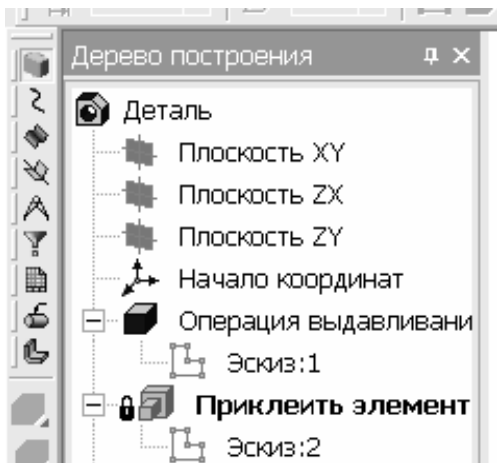 Дерево построения
Деталь
Плоскость XY
Плоскость ZX
Плоскость ZY
Начало координат
Операция выдавливани
Эскиз:1
Приклеить элемент
Эскиз:2